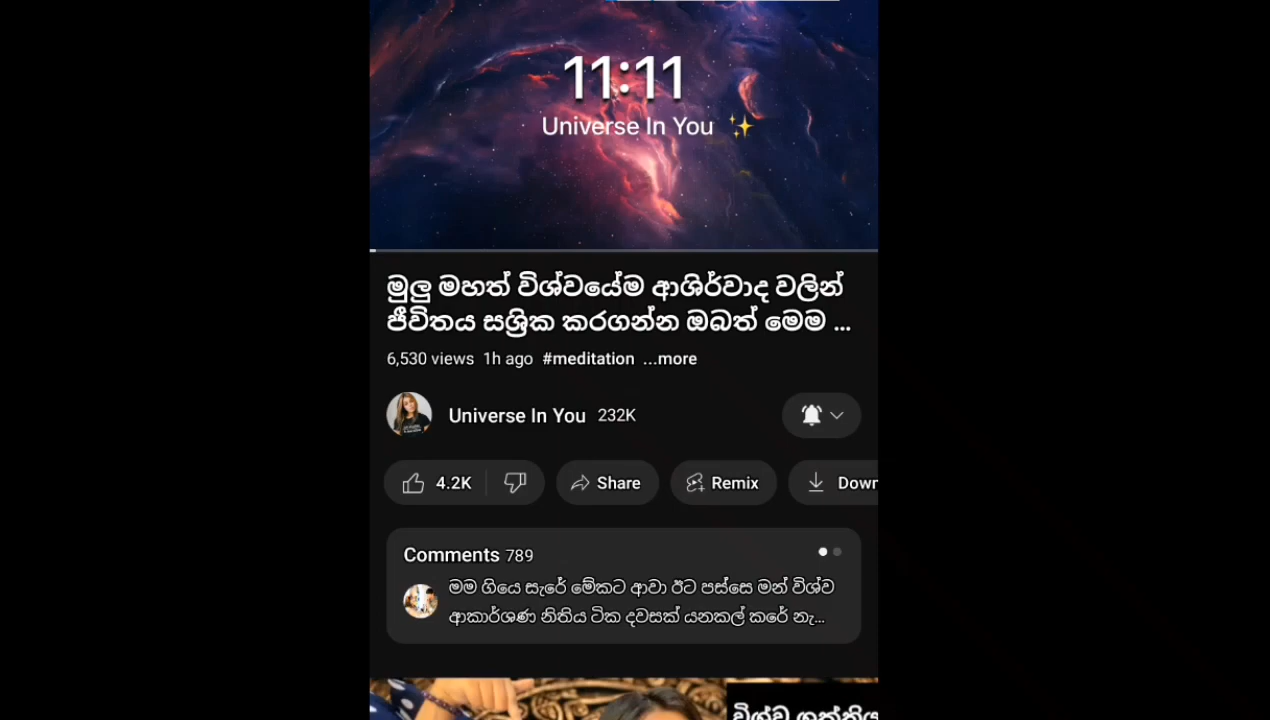 11:11
Universe In You ✨
මුලු මහත් විශ්වයේම ආශිර්වාද වලින්
ජීවිතය සශ්‍රික කරගන්න ඔබත් මෙම ...
6,530 views 1h ago #meditation ...more
Universe In You 232K
4.2K Share Remix Down
Comments 789
මම ගියෙ සැරේ මේකට ආවා ඊට පස්සෙ මන් විශ්ව
ආකාර්ශණ නිතිය ටික දවසක් යනකල් කරේ නැ...
විශ්ව ශක්තිය